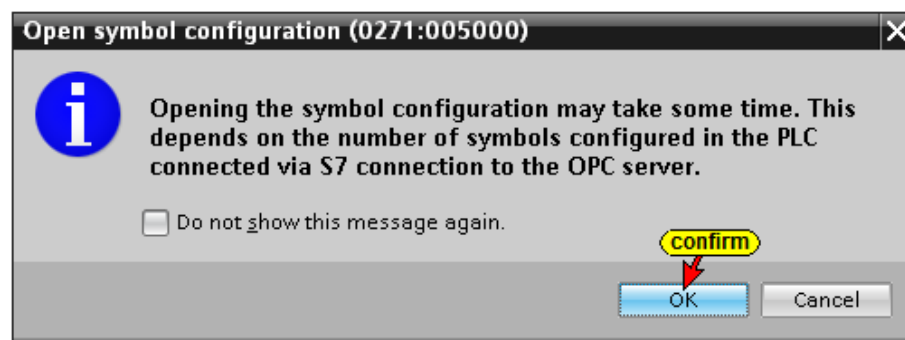 Open symbol configuration (0271:005000)
Opening the symbol configuration may take some time. This
depends on the number of symbols configured in the PLC
connected via S7 connection to the OPC server.
Do not show this message again.
confirm
OK
Cancel